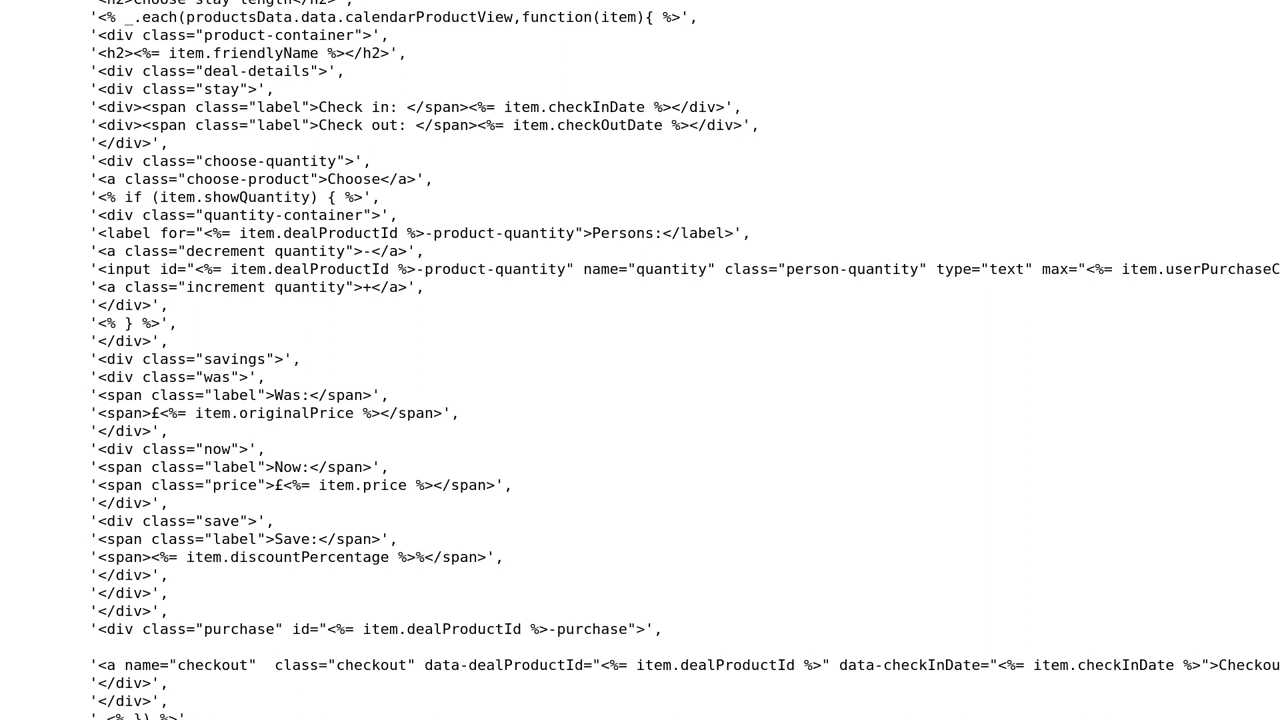 '<h2>Choose stay length</h2>',
'<% _.each(productsData.data.calendarProductView,function(item){ %>',
'<div class="product-container">',
'<h2><%= item.friendlyName %></h2>',
'<div class="deal-details">',
'<div class="stay">',
'<div><span class="label">Check in: </span><%= item.checkInDate %></div>',
'<div><span class="label">Check out: </span><%= item.checkOutDate %></div>',
'</div>',
'<div class="choose-quantity">',
'<a class="choose-product">Choose</a>',
'<% if (item.showQuantity) { %>',
'<div class="quantity-container">',
'<label for="<%= item.dealProductId %>-product-quantity">Persons:</label>',
'<a class="decrement quantity">-</a>',
'<input id="<%= item.dealProductId %>-product-quantity" name="quantity" class="person-quantity" type="text" max="<%= item.userPurchaseC
'<a class="increment quantity">+</a>',
'</div>',
'<% } %>',
'</div>',
'<div class="savings">',
'<div class="was">',
'<span class="label">Was:</span>',
'<span>£<%= item.originalPrice %></span>',
'</div>',
'<div class="now">',
'<span class="label">Now:</span>',
'<span class="price">£<%= item.price %></span>',
'</div>',
'<div class="save">',
'<span class="label">Save:</span>',
'<span><%= item.discountPercentage %>%</span>',
'</div>',
'</div>',
'</div>',
'<div class="purchase" id="<%= item.dealProductId %>-purchase">',
'<a name="checkout"  class="checkout" data-dealProductId="<%= item.dealProductId %>" data-checkInDate="<%= item.checkInDate %>">Checkou
'</div>',
'</div>',
' <% }) %>'